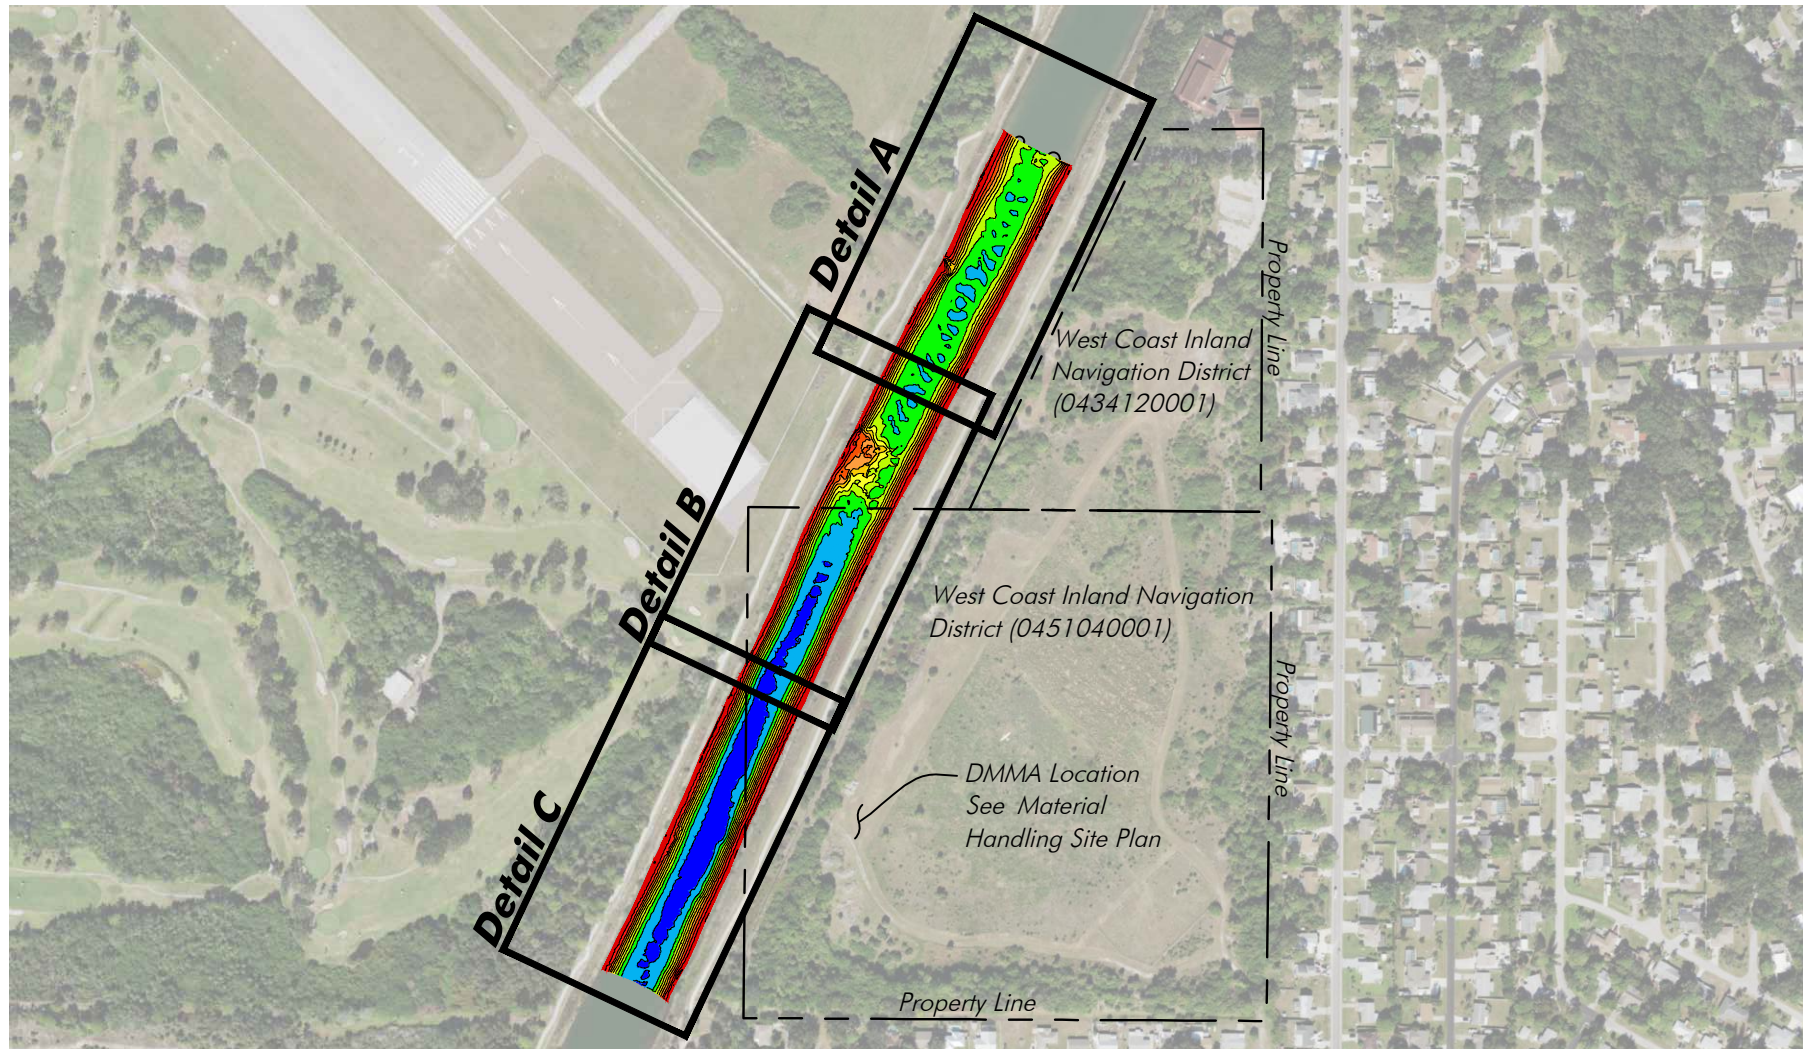 Detail A
Property Line
West Coast Inland
Navigation District
(0434120001)
Detail B
West Coast Inland Navigation
District (0451040001)
Property Line
DMMA Location
See Material
Handling Site Plan
Detail C
Property Line